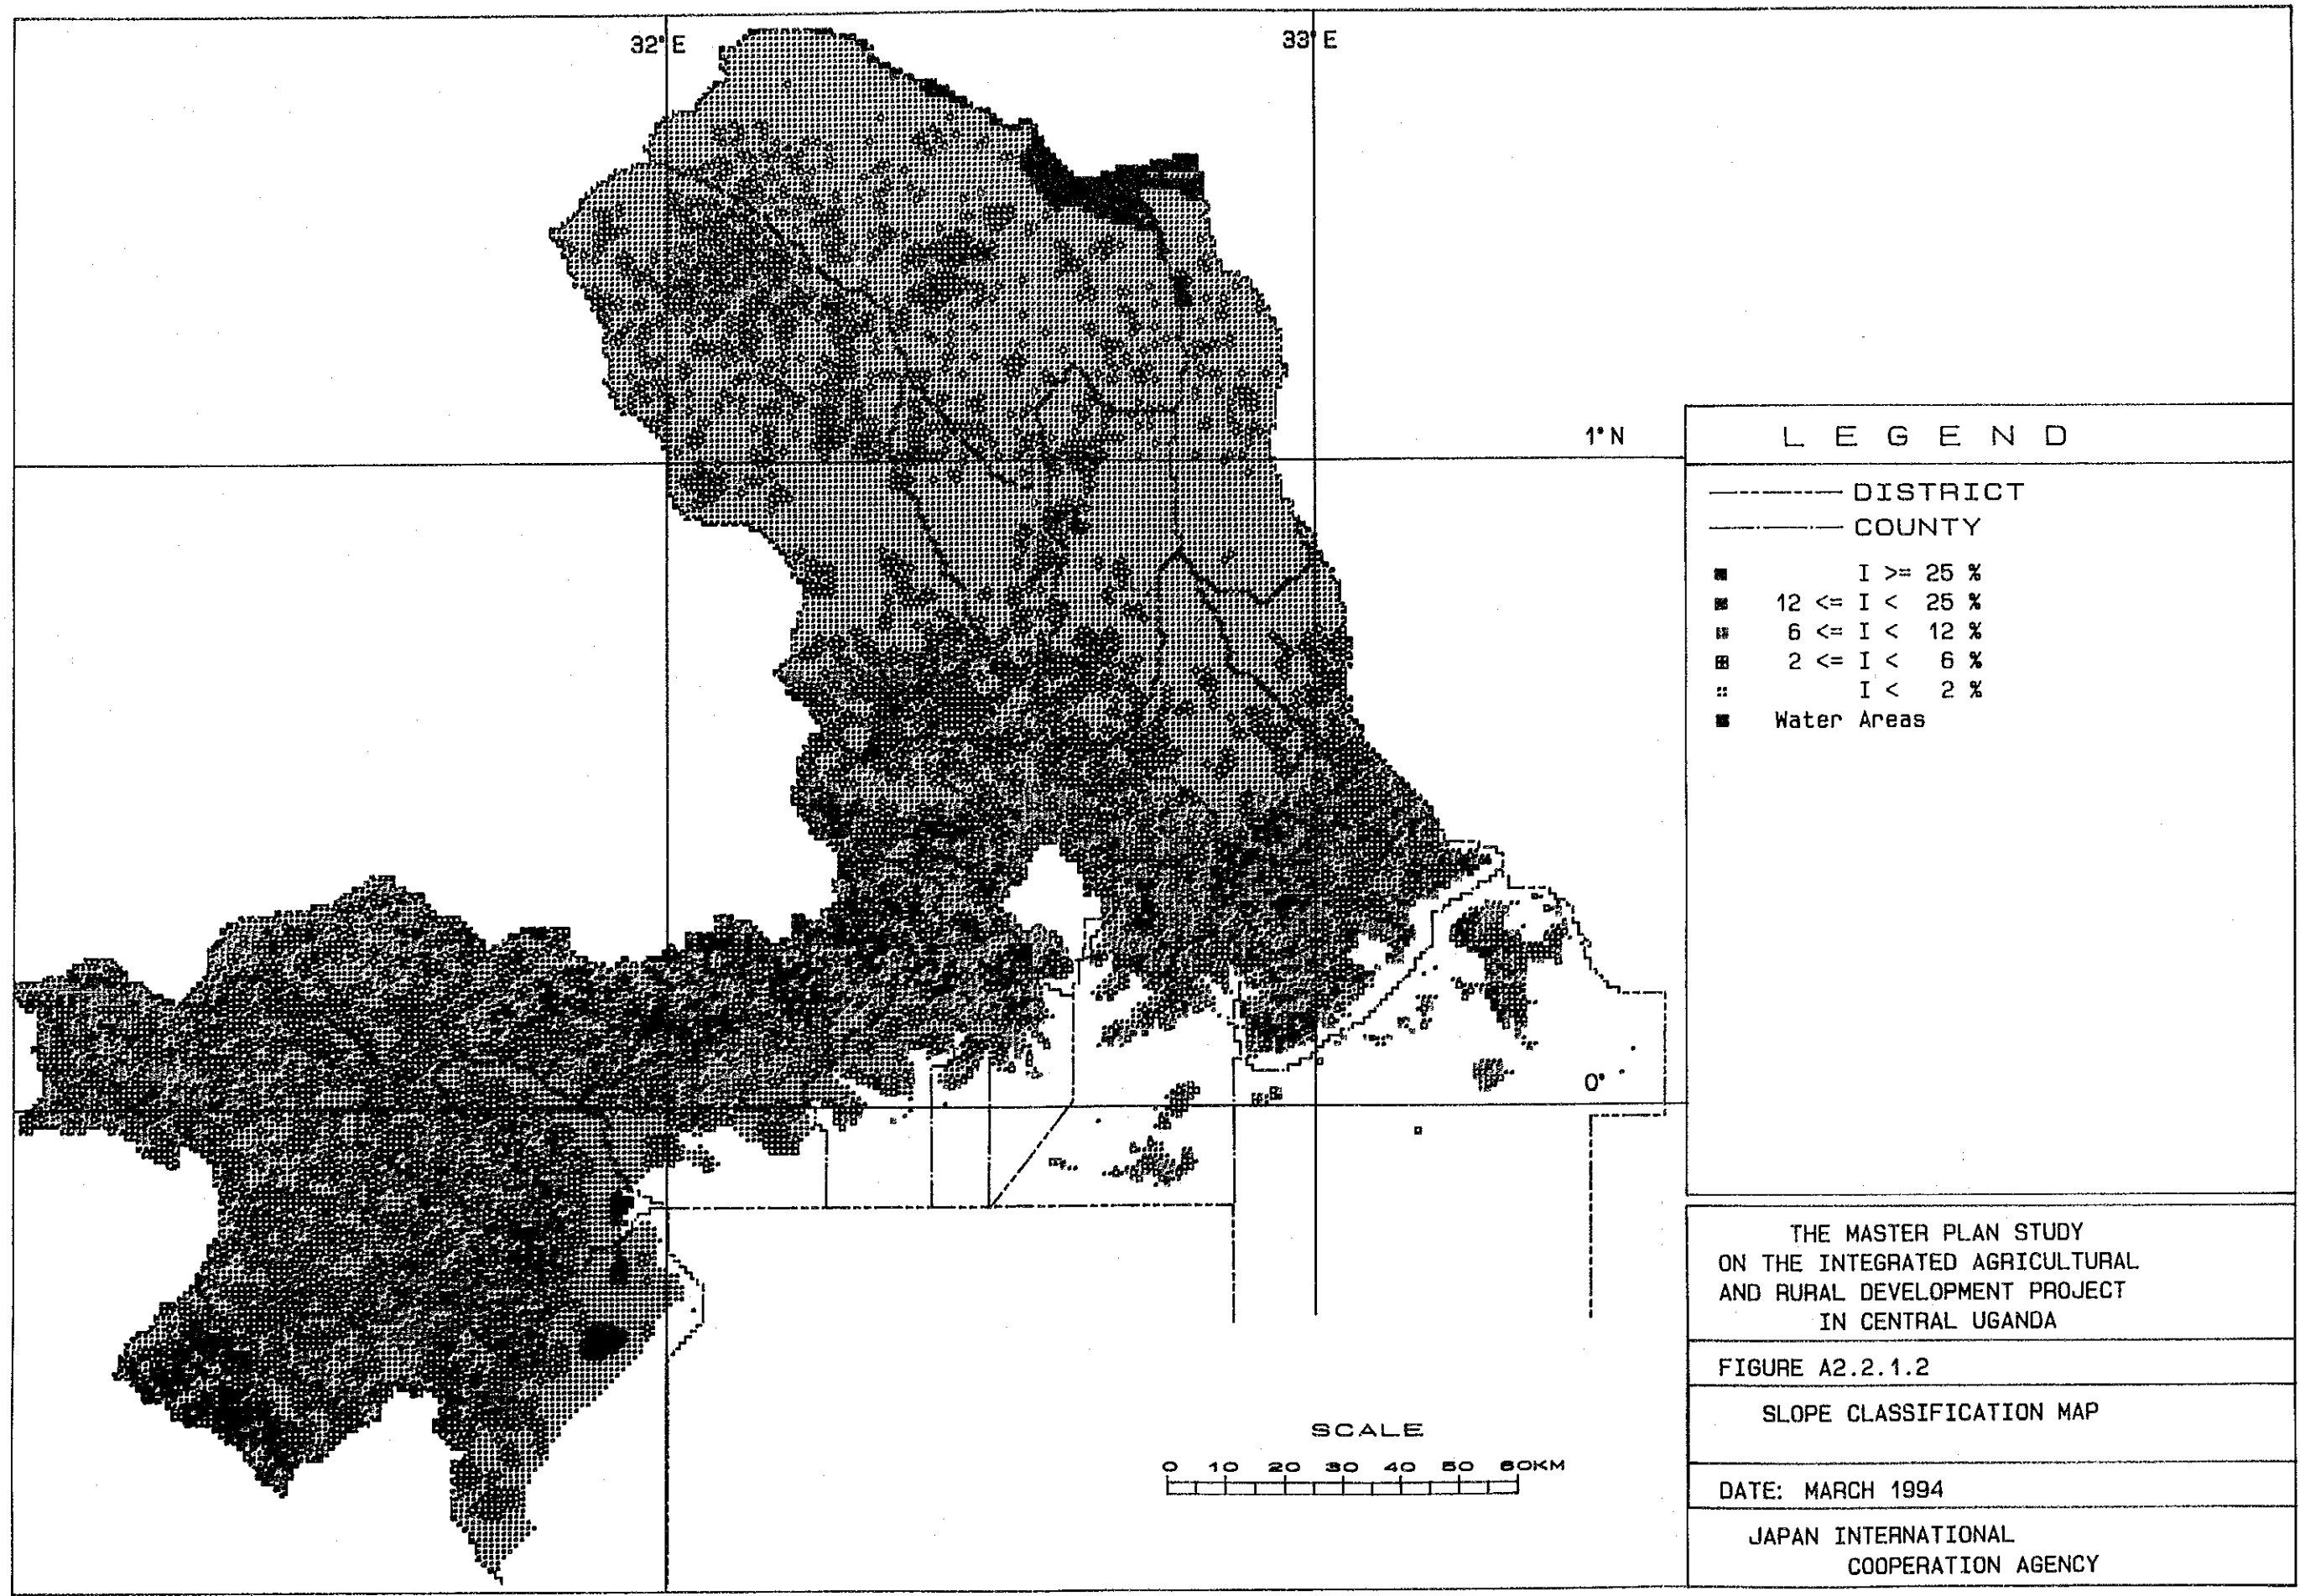 32° E
33° E
1° N
0°
LEGEND
DISTRICT
COUNTY
I >= 25 %
12 <= I < 25 %
6 <= I < 12 %
2 <= I < 6 %
I < 2 %
Water Areas
SCALE
0 10 20 30 40 50 60KM
THE MASTER PLAN STUDY
ON THE INTEGRATED AGRICULTURAL
AND RURAL DEVELOPMENT PROJECT
IN CENTRAL UGANDA
FIGURE A2.2.1.2
SLOPE CLASSIFICATION MAP
DATE: MARCH 1994
JAPAN INTERNATIONAL
COOPERATION AGENCY